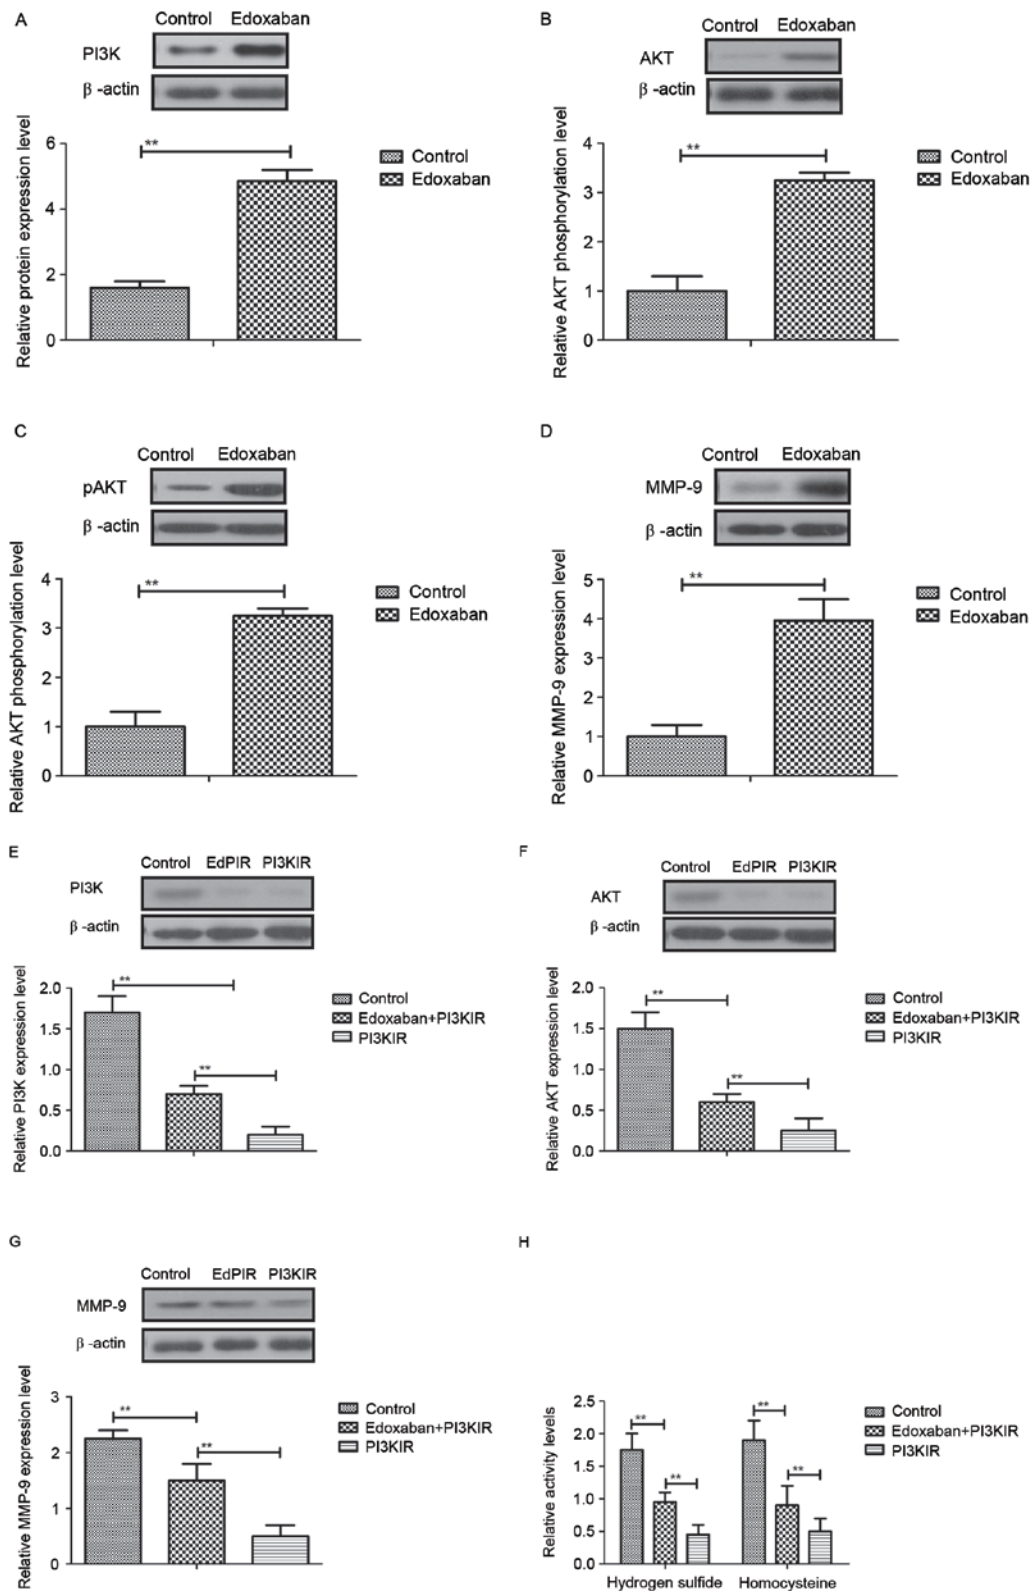 A
Control Edoxaban
PI3K
β-actin
Relative protein expression level
6
4
2
0
**
Control
Edoxaban
B
Control Edoxaban
AKT
β-actin
Relative AKT phosphorylation level
4
3
2
1
0
**
Control
Edoxaban
C
Control Edoxaban
pAKT
β-actin
Relative AKT phosphorylation level
4
3
2
1
0
**
Control
Edoxaban
D
Control Edoxaban
MMP-9
β-actin
Relative MMP-9 expression level
5
4
3
2
1
0
**
Control
Edoxaban
E
Control EdPIR PI3KIR
PI3K
β-actin
Relative PI3K expression level
2.0
1.5
1.0
0.5
0.0
**
**
Control
Edoxaban+PI3KIR
PI3KIR
F
Control EdPIR PI3KIR
AKT
β-actin
Relative AKT expression level
2.0
1.5
1.0
0.5
0.0
**
**
Control
Edoxaban+PI3KIR
PI3KIR
G
Control EdPIR PI3KIR
MMP-9
β-actin
Relative MMP-9 expression level
3
2
1
0
**
**
Control
Edoxaban+PI3KIR
PI3KIR
H
Relative activity levels
2.5
2.0
1.5
1.0
0.5
0.0
**
**
**
**
Hydrogen sulfide Homocysteine
Control
Edoxaban+PI3KIR
PI3KIR